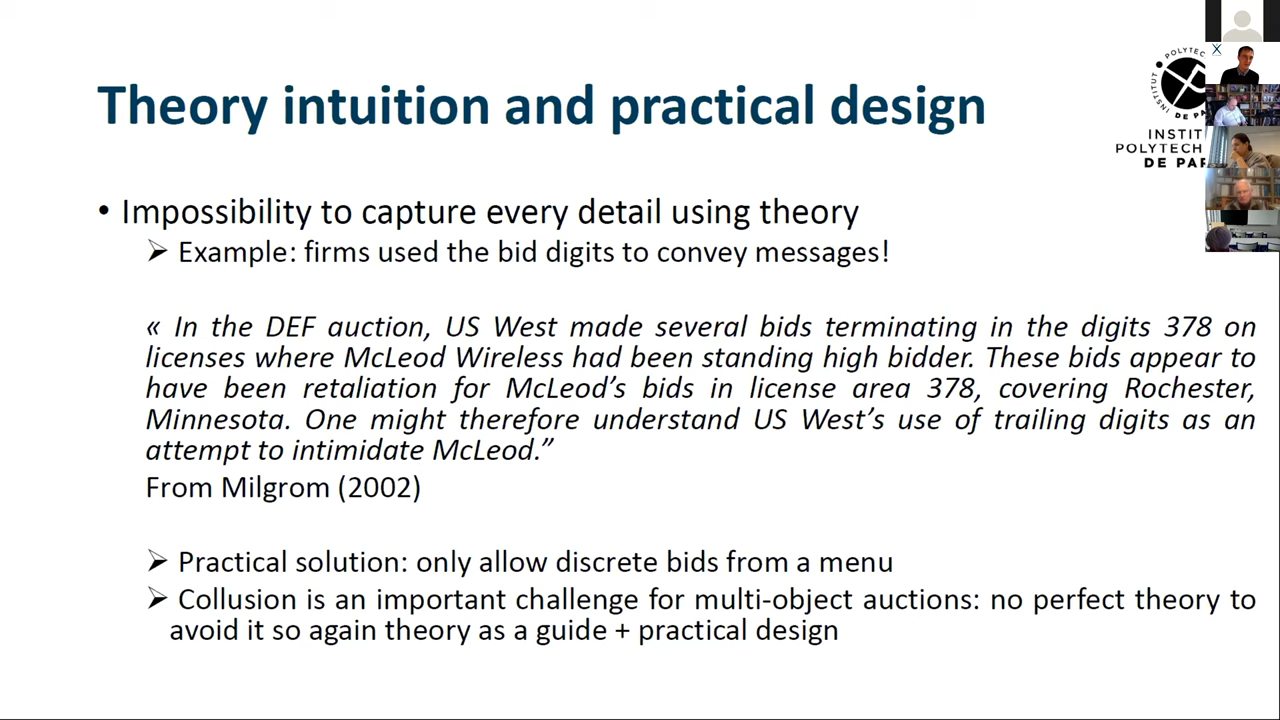 Theory intuition and practical design
POLYTEC
INSTITUT
DE PA
INSTIT
POLYTECH
DE PAR
• Impossibility to capture every detail using theory
➢ Example: firms used the bid digits to convey messages!
« In the DEF auction, US West made several bids terminating in the digits 378 on
licenses where McLeod Wireless had been standing high bidder. These bids appear to
have been retaliation for McLeod’s bids in license area 378, covering Rochester,
Minnesota. One might therefore understand US West’s use of trailing digits as an
attempt to intimidate McLeod.”
From Milgrom (2002)
➢ Practical solution: only allow discrete bids from a menu
➢ Collusion is an important challenge for multi-object auctions: no perfect theory to
avoid it so again theory as a guide + practical design